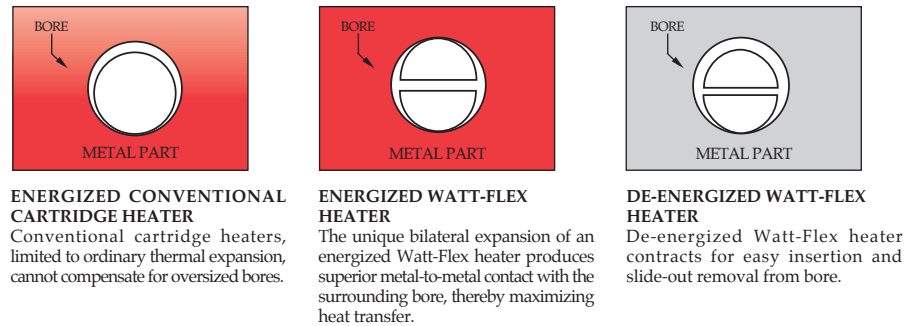 BORE
METAL PART
ENERGIZED CONVENTIONAL
CARTRIDGE HEATER
Conventional cartridge heaters,
limited to ordinary thermal expansion,
cannot compensate for oversized bores.
BORE
METAL PART
ENERGIZED WATT-FLEX
HEATER
The unique bilateral expansion of an
energized Watt-Flex heater produces
superior metal-to-metal contact with the
surrounding bore, thereby maximizing
heat transfer.
BORE
METAL PART
DE-ENERGIZED WATT-FLEX
HEATER
De-energized Watt-Flex heater
contracts for easy insertion and
slide-out removal from bore.